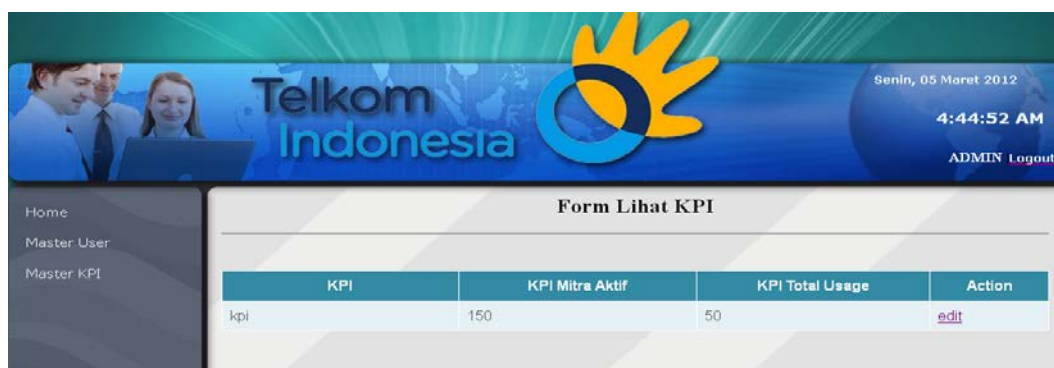 Telkom
Indonesia
Senin, 05 Maret 2012
4:44:52 AM
ADMIN Logout
Home
Master User
Master KPI
Form Lihat KPI
KPI KPI Mitra Aktif KPI Total Usage Action
kpi 150 50 edit